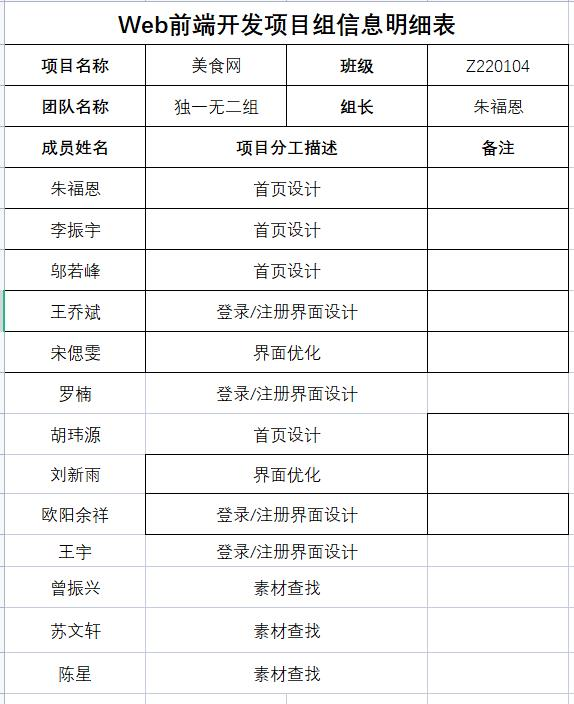 Web前端开发项目组信息明细表
项目名称 美食网 班级 Z220104
团队名称 独一无二组 组长 朱福恩
成员姓名 项目分工描述 备注
朱福恩 首页设计
李振宇 首页设计
邬若峰 首页设计
王乔斌 登录/注册界面设计
宋偲雯 界面优化
罗楠 登录/注册界面设计
胡玮源 首页设计
刘新雨 界面优化
欧阳余祥 登录/注册界面设计
王宇 登录/注册界面设计
曾振兴 素材查找
苏文轩 素材查找
陈星 素材查找